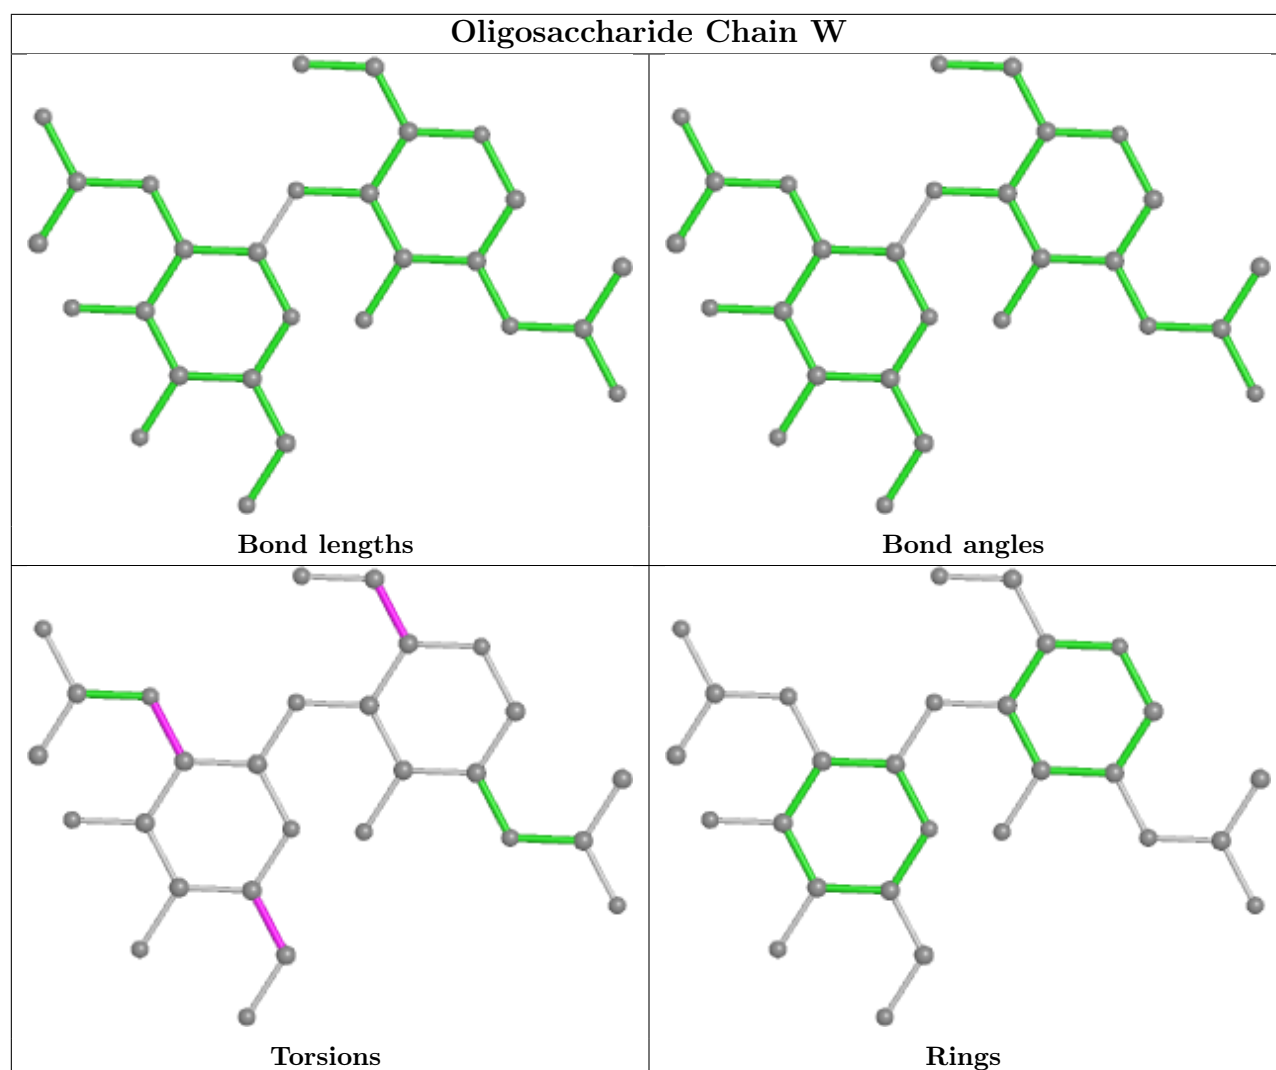 Oligosaccharide Chain W
Bond lengths
Bond angles
Torsions
Rings